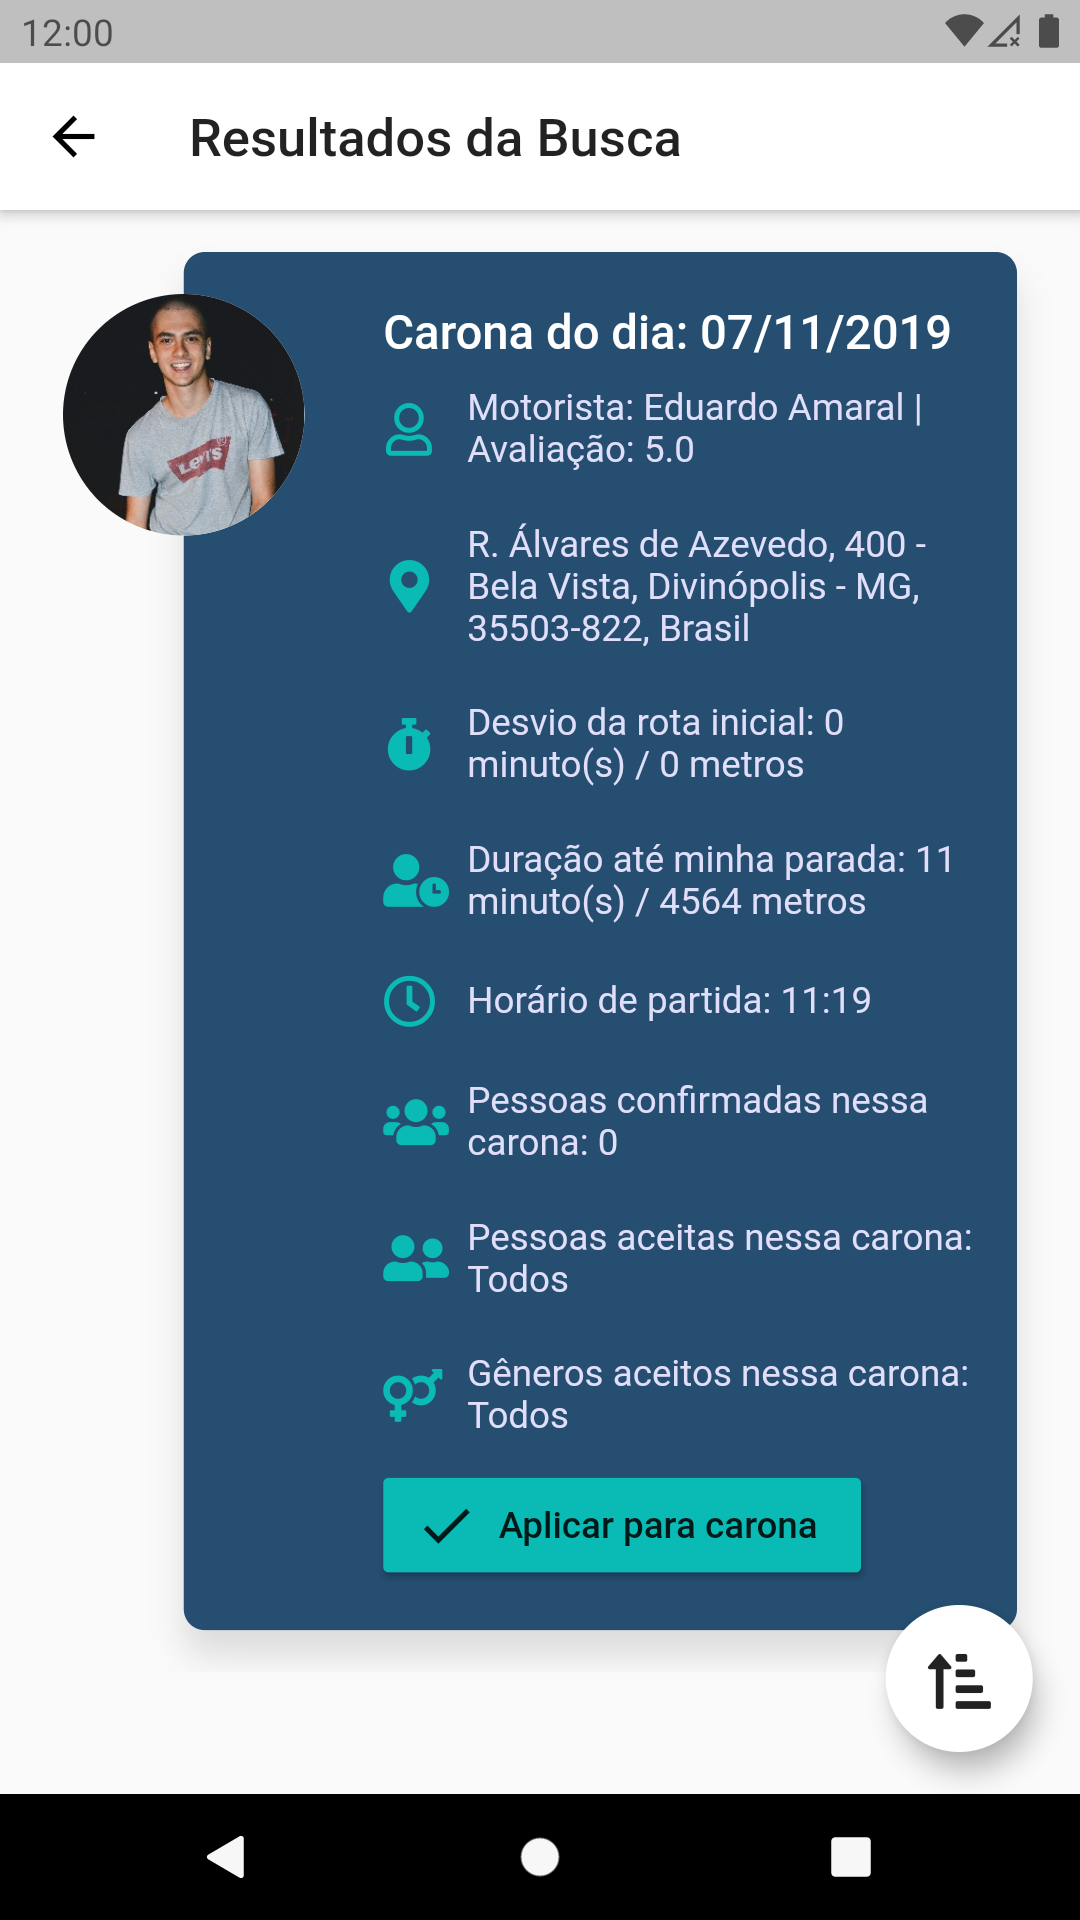 12:00
Resultados da Busca
Carona do dia: 07/11/2019
Motorista: Eduardo Amaral |
Avaliação: 5.0
R. Álvares de Azevedo, 400 -
Bela Vista, Divinópolis - MG,
35503-822, Brasil
Desvio da rota inicial: 0
minuto(s) / 0 metros
Duração até minha parada: 11
minuto(s) / 4564 metros
Horário de partida: 11:19
Pessoas confirmadas nessa
carona: 0
Pessoas aceitas nessa carona:
Todos
Gêneros aceitos nessa carona:
Todos
Aplicar para carona
Levi's